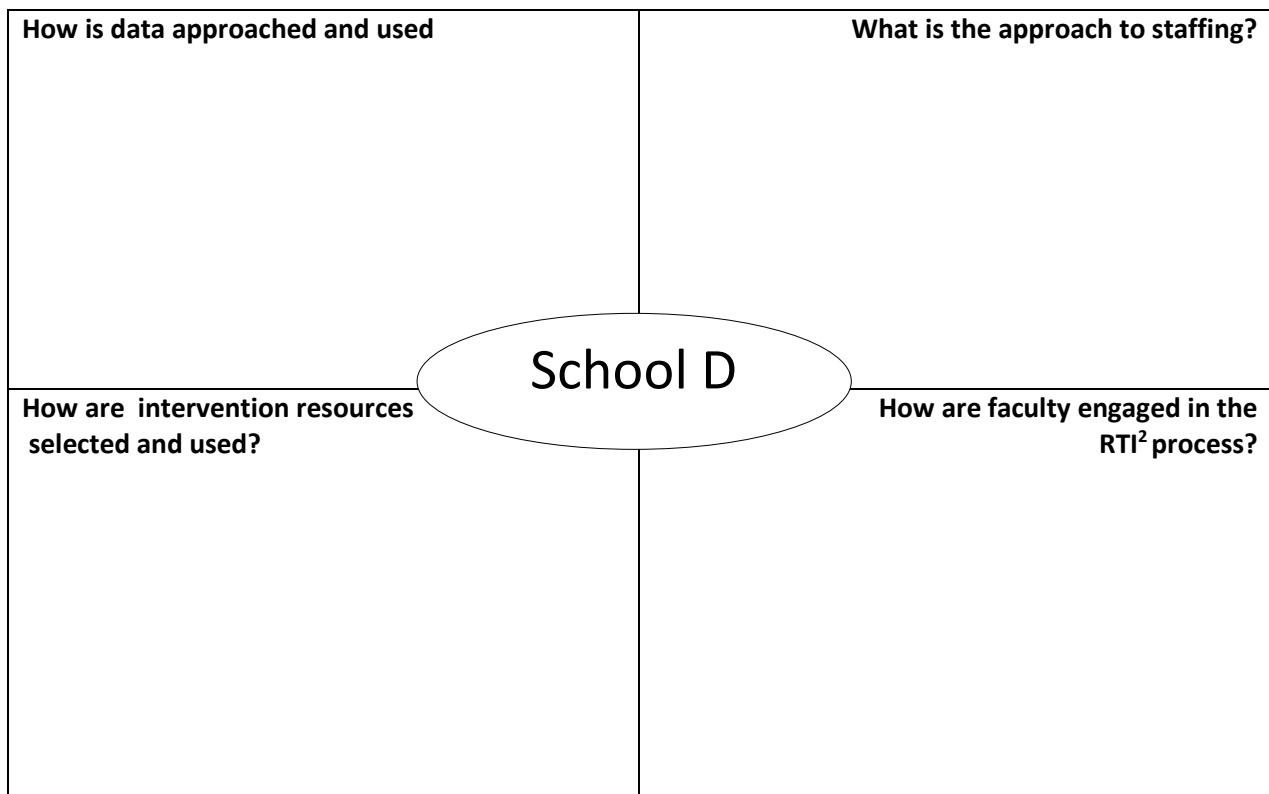 How is data approached and used
What is the approach to staffing?
School D
How are  intervention resources
selected and used?
How are faculty engaged in the
RTI² process?